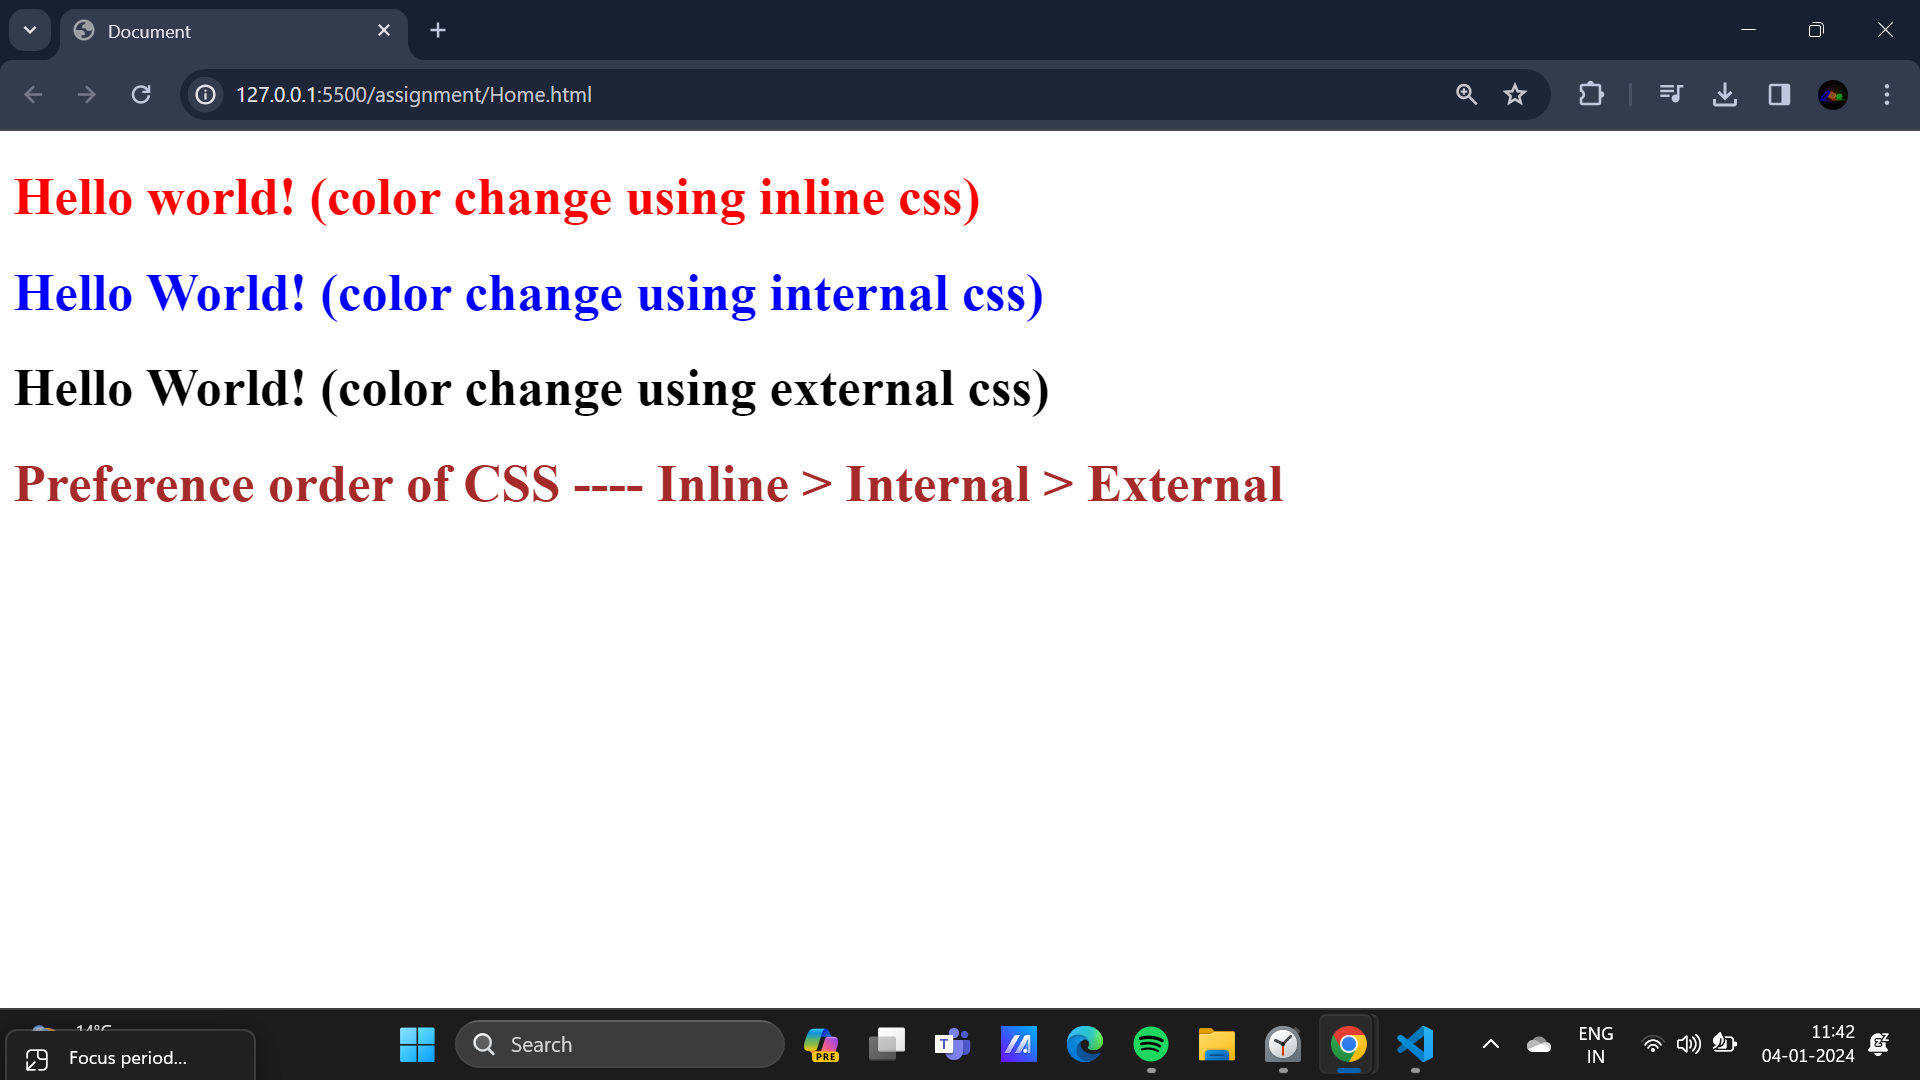 Document
127.0.0.1:5500/assignment/Home.html
Hello world! (color change using inline css)
Hello World! (color change using internal css)
Hello World! (color change using external css)
Preference order of CSS ---- Inline > Internal > External
14°C
Focus period...
Search
PRE
T
ENG
IN
11:42
04-01-2024